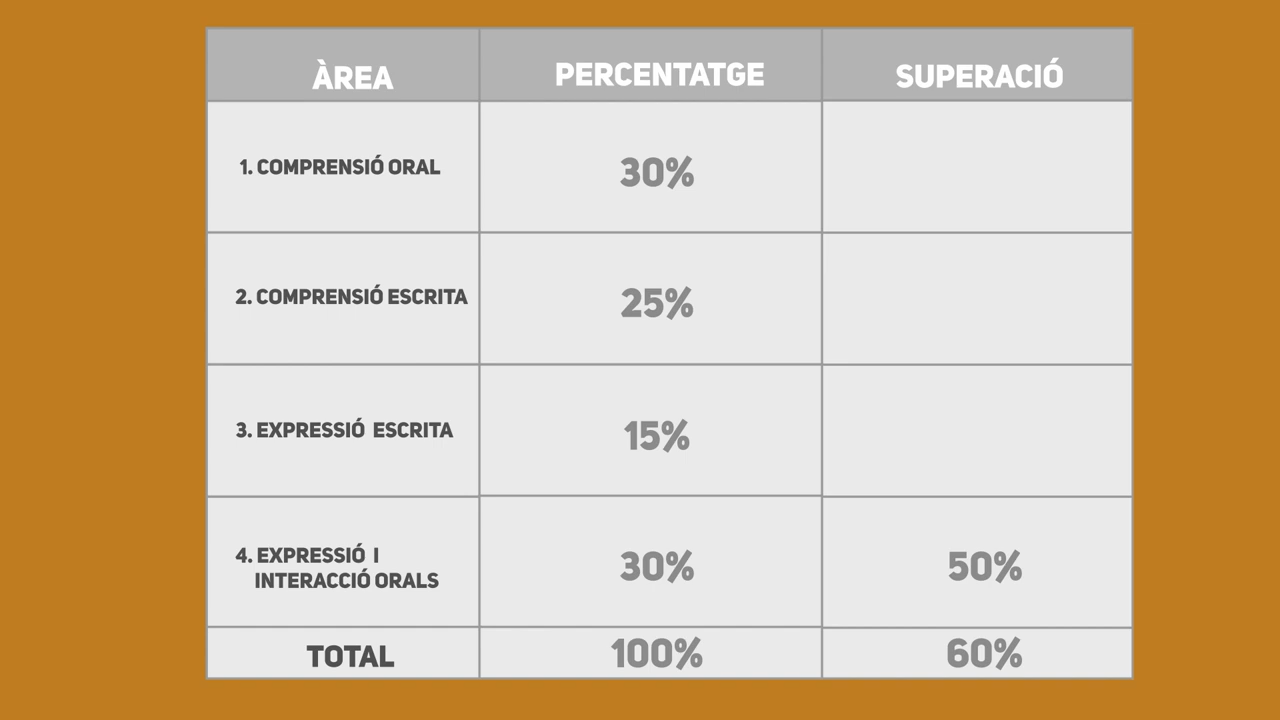 ÀREA PERCENTATGE SUPERACIÓ
1. COMPRENSIÓ ORAL 30%
2. COMPRENSIÓ ESCRITA 25%
3. EXPRESSIÓ ESCRITA 15%
4. EXPRESSIÓ I
INTERACCIÓ ORALS 30% 50%
TOTAL 100% 60%